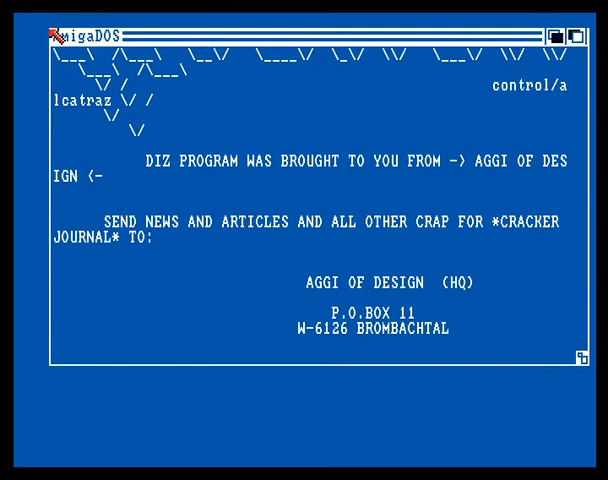 AmigaDOS
\___\  /\___\   \__\/   \____\/  \_\/  \\/   \___\/  \\/  \\/
\___\  /\___\
\/ /                                            control/a
lcatraz \/ /
\/
\/
DIZ PROGRAM WAS BROUGHT TO YOU FROM -> AGGI OF DES
IGN <-
SEND NEWS AND ARTICLES AND ALL OTHER CRAP FOR *CRACKER
JOURNAL* TO:
AGGI OF DESIGN  (HQ)
P.O.BOX 11
W-6126 BROMBACHTAL